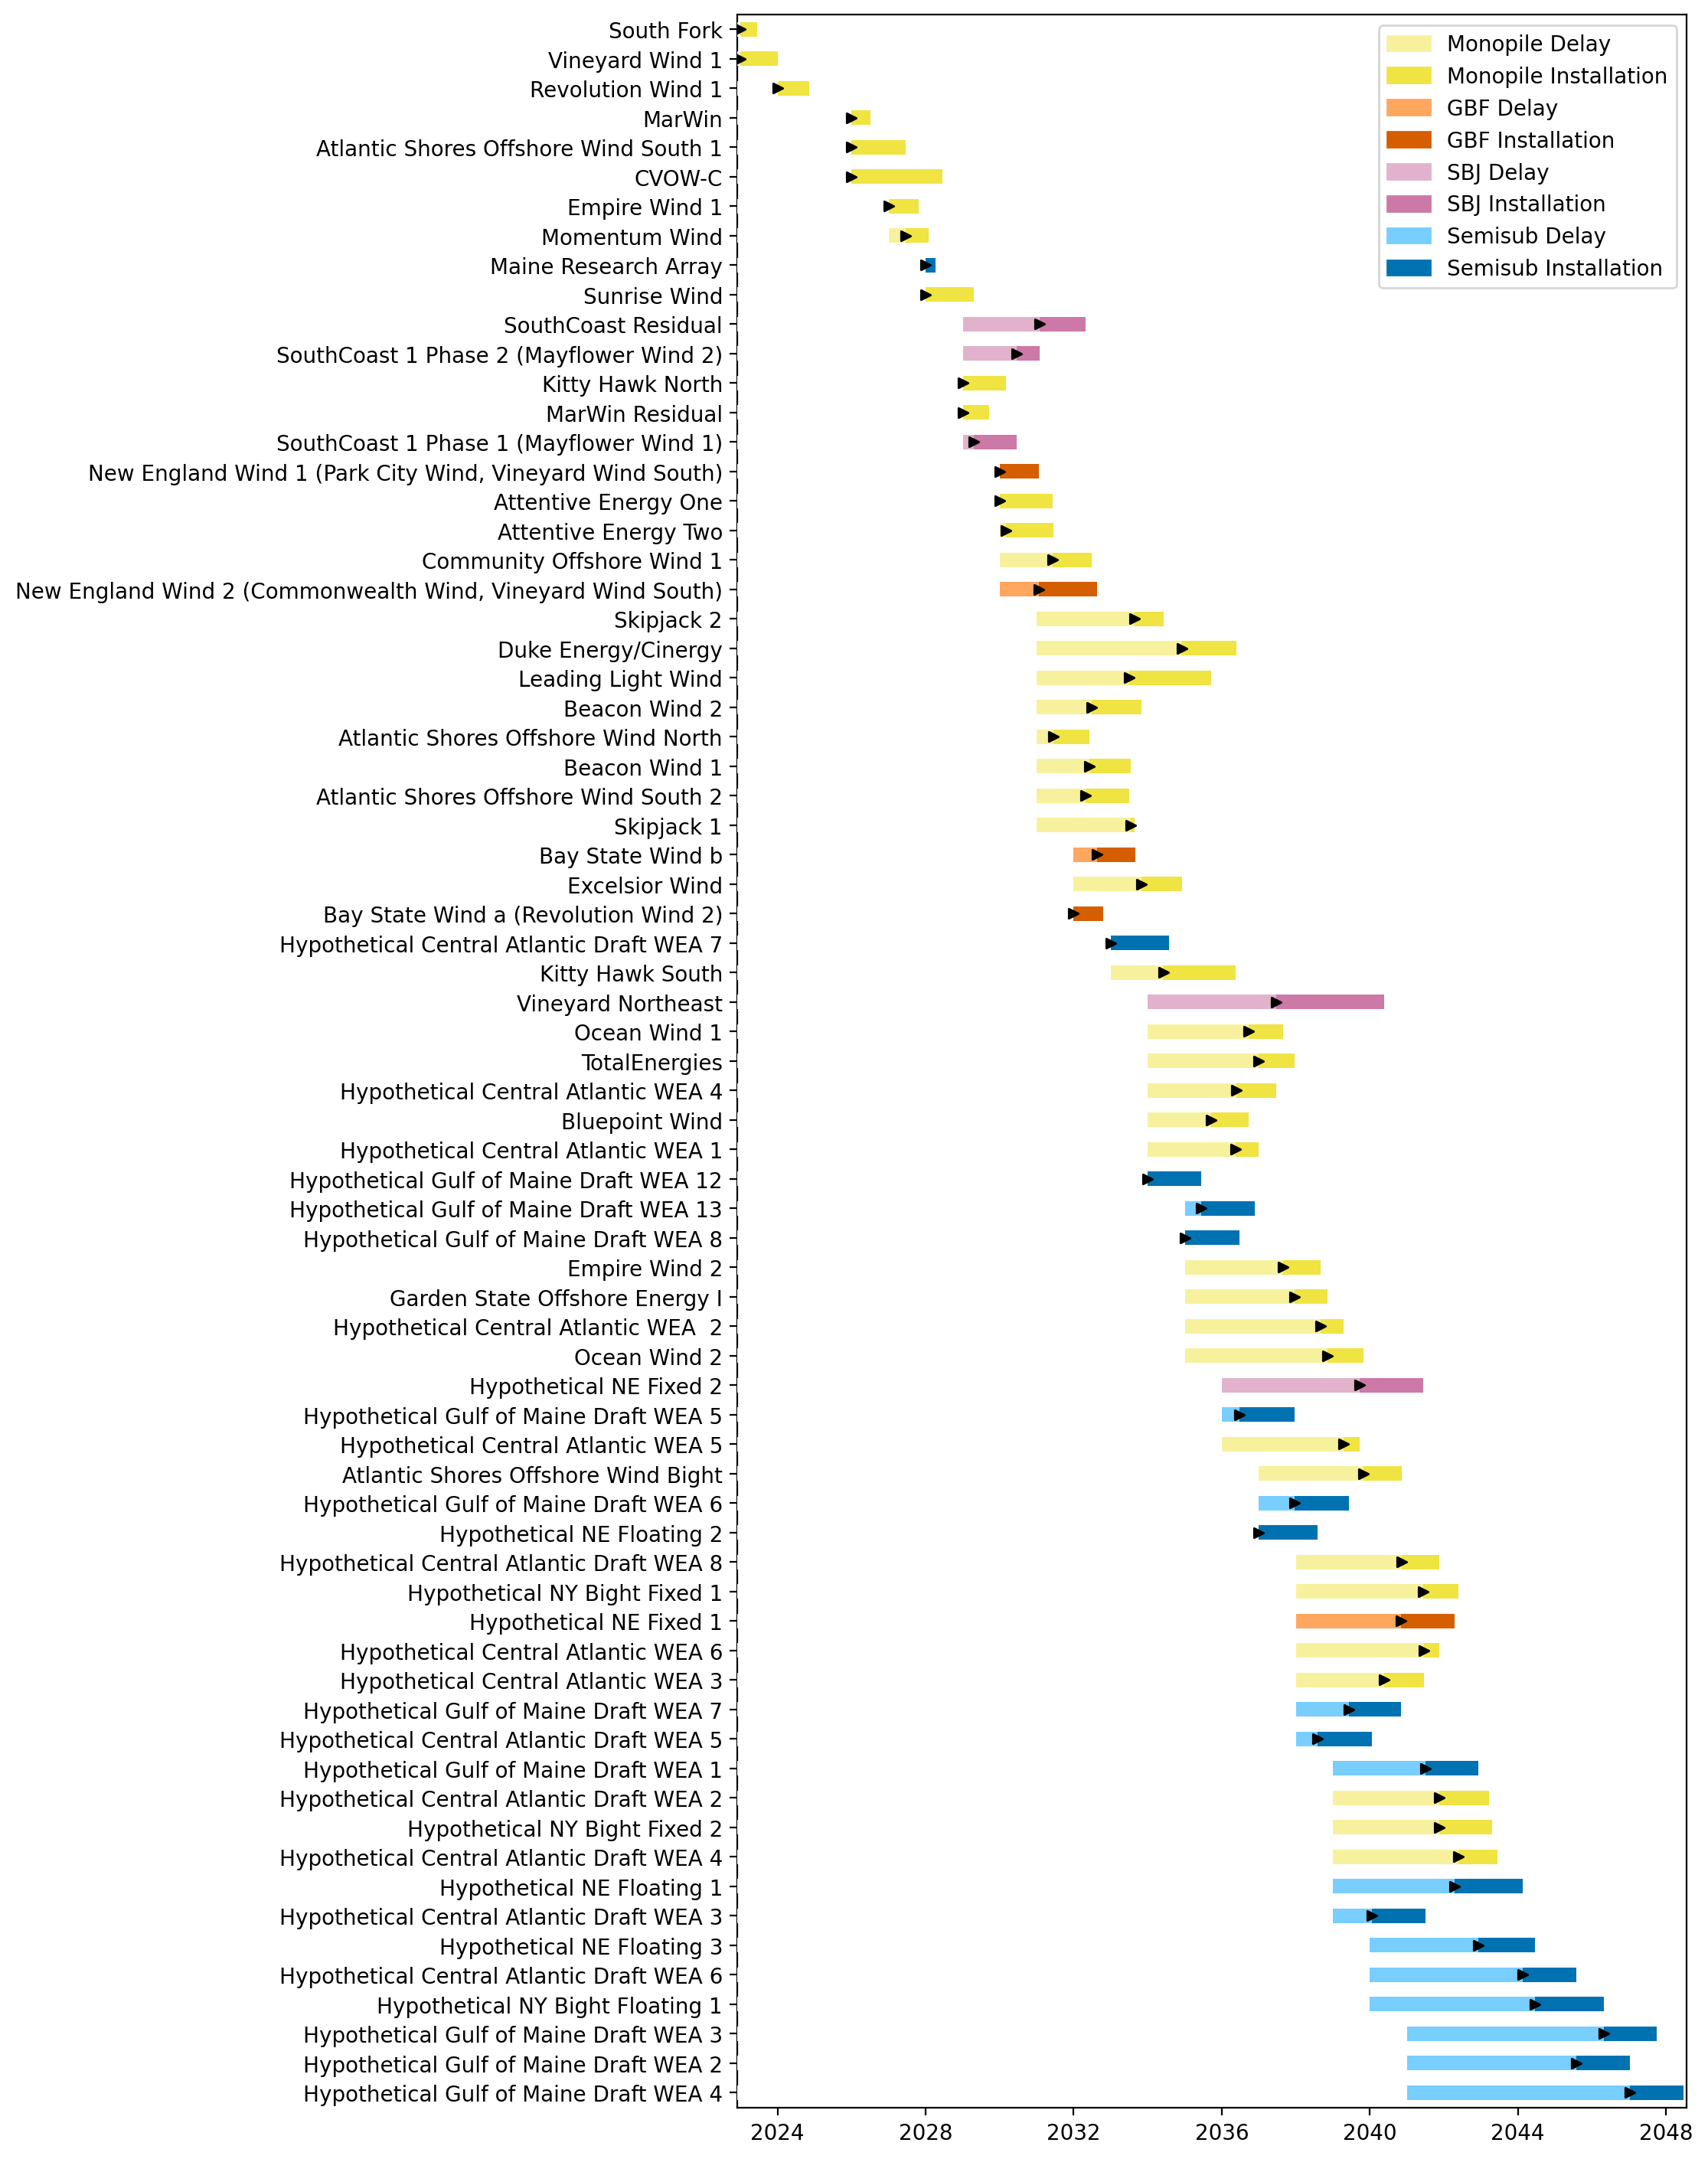 South Fork
Vineyard Wind 1
Revolution Wind 1
MarWin
Atlantic Shores Offshore Wind South 1
CVOW-C
Empire Wind 1
Momentum Wind
Maine Research Array
Sunrise Wind
SouthCoast Residual
SouthCoast 1 Phase 2 (Mayflower Wind 2)
Kitty Hawk North
MarWin Residual
SouthCoast 1 Phase 1 (Mayflower Wind 1)
New England Wind 1 (Park City Wind, Vineyard Wind South)
Attentive Energy One
Attentive Energy Two
Community Offshore Wind 1
New England Wind 2 (Commonwealth Wind, Vineyard Wind South)
Skipjack 2
Duke Energy/Cinergy
Leading Light Wind
Beacon Wind 2
Atlantic Shores Offshore Wind North
Beacon Wind 1
Atlantic Shores Offshore Wind South 2
Skipjack 1
Bay State Wind b
Excelsior Wind
Bay State Wind a (Revolution Wind 2)
Hypothetical Central Atlantic Draft WEA 7
Kitty Hawk South
Vineyard Northeast
Ocean Wind 1
TotalEnergies
Hypothetical Central Atlantic WEA 4
Bluepoint Wind
Hypothetical Central Atlantic WEA 1
Hypothetical Gulf of Maine Draft WEA 12
Hypothetical Gulf of Maine Draft WEA 13
Hypothetical Gulf of Maine Draft WEA 8
Empire Wind 2
Garden State Offshore Energy I
Hypothetical Central Atlantic WEA  2
Ocean Wind 2
Hypothetical NE Fixed 2
Hypothetical Gulf of Maine Draft WEA 5
Hypothetical Central Atlantic WEA 5
Atlantic Shores Offshore Wind Bight
Hypothetical Gulf of Maine Draft WEA 6
Hypothetical NE Floating 2
Hypothetical Central Atlantic Draft WEA 8
Hypothetical NY Bight Fixed 1
Hypothetical NE Fixed 1
Hypothetical Central Atlantic WEA 6
Hypothetical Central Atlantic WEA 3
Hypothetical Gulf of Maine Draft WEA 7
Hypothetical Central Atlantic Draft WEA 5
Hypothetical Gulf of Maine Draft WEA 1
Hypothetical Central Atlantic Draft WEA 2
Hypothetical NY Bight Fixed 2
Hypothetical Central Atlantic Draft WEA 4
Hypothetical NE Floating 1
Hypothetical Central Atlantic Draft WEA 3
Hypothetical NE Floating 3
Hypothetical Central Atlantic Draft WEA 6
Hypothetical NY Bight Floating 1
Hypothetical Gulf of Maine Draft WEA 3
Hypothetical Gulf of Maine Draft WEA 2
Hypothetical Gulf of Maine Draft WEA 4
Monopile Delay
Monopile Installation
GBF Delay
GBF Installation
SBJ Delay
SBJ Installation
Semisub Delay
Semisub Installation
2024 2028 2032 2036 2040 2044 2048